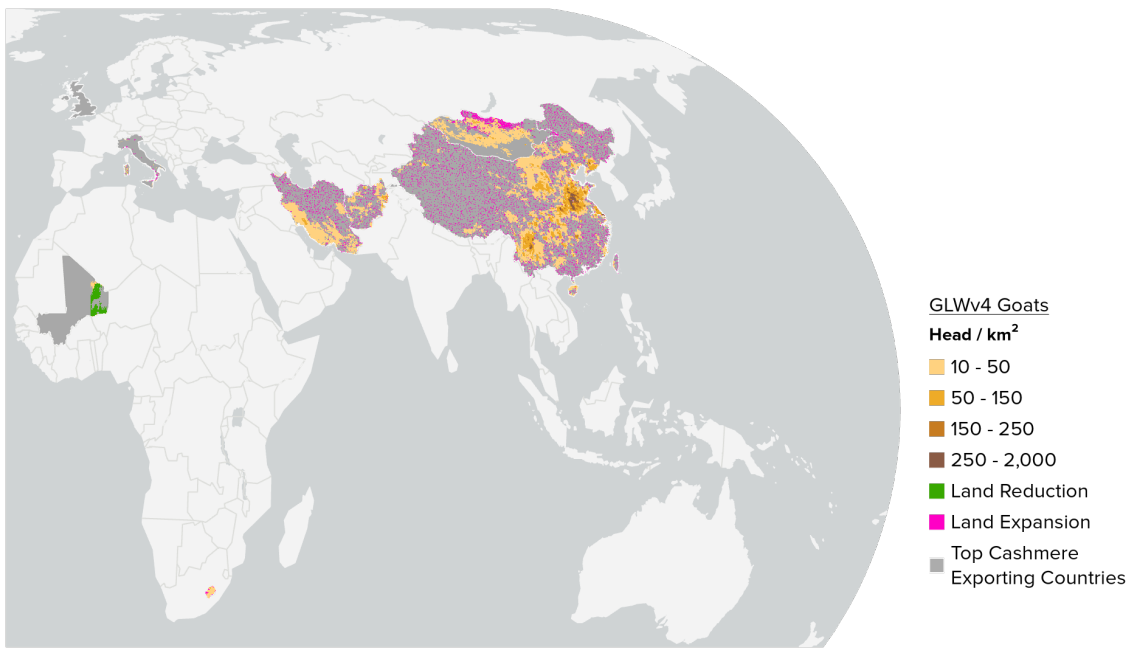 GLWv4 Goats
Head / km²
10 - 50
50 - 150
150 - 250
250 - 2,000
Land Reduction
Land Expansion
Top Cashmere
Exporting Countries